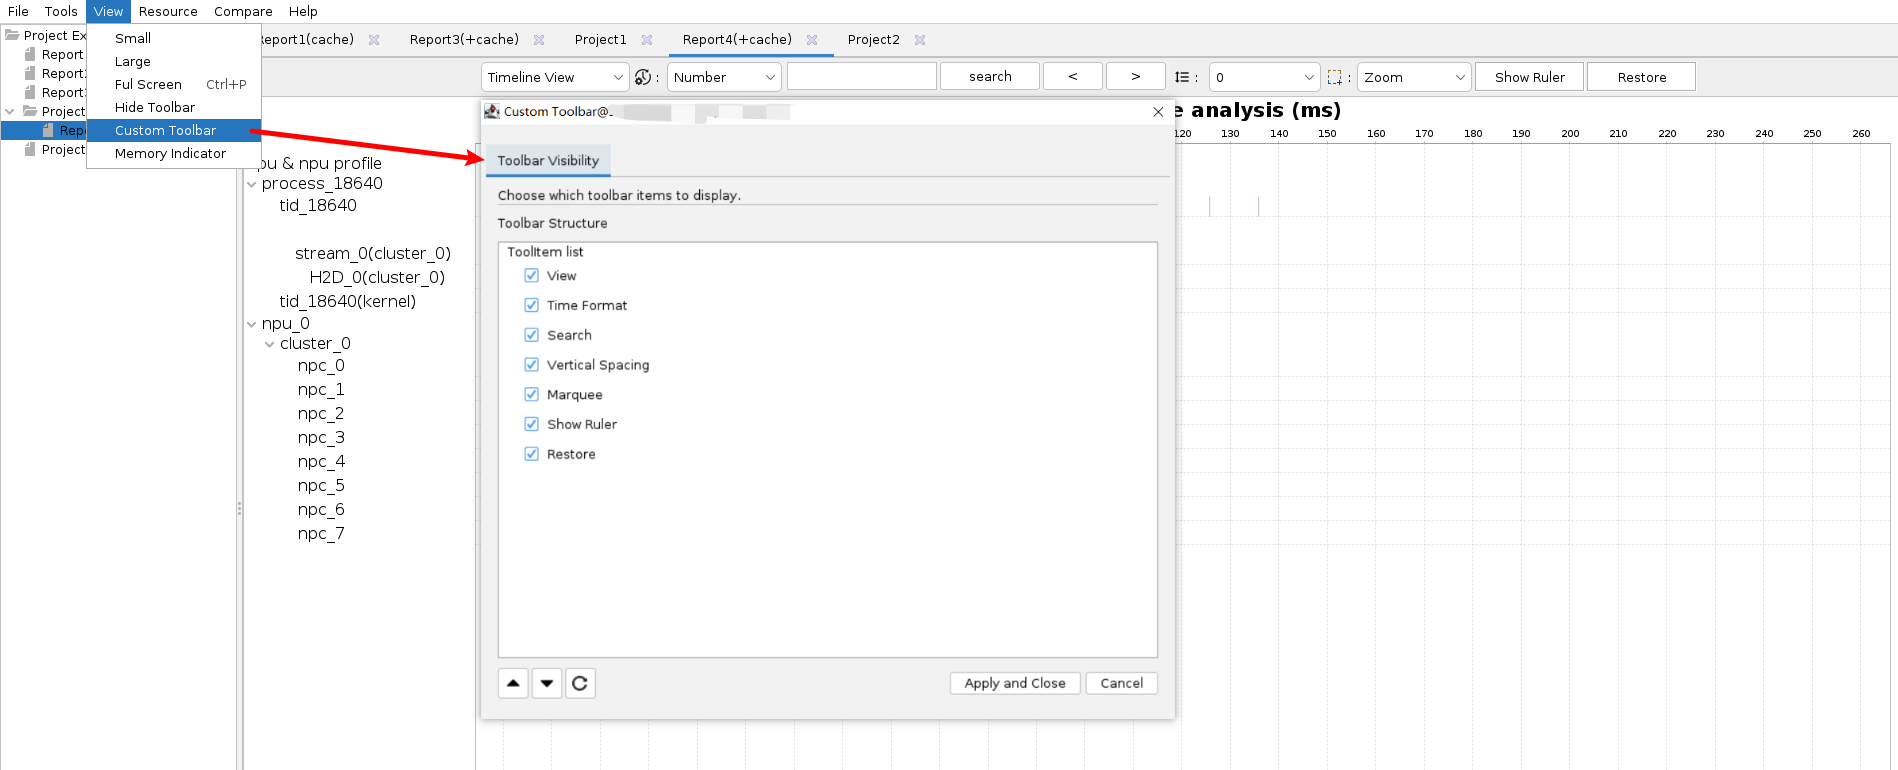 File Tools View Resource Compare Help
Project Ex
Report
Report
Report
Project
Rep
Project
Small
Large
Ful Screen Ctrl+P
Hide Toolbar
Custom Toolbar
Memory Indicator
Report1(cache) Report3(+cache) Project1 Report4(+cache) Project2
Timeline View : Number search < > : 0 : Zoom Show Ruler Restore
analysis (ms)
120 130 140 150 160 170 180 190 200 210 220 230 240 250 260
pu & npu profile
process_18640
tid_18640
stream_0(cluster_0)
H2D_0(cluster_0)
tid_18640(kernel)
npu_0
cluster_0
npc_0
npc_1
npc_2
npc_3
npc_4
npc_5
npc_6
npc_7
Custom Toolbar@
Toolbar Visibility
Choose which toolbar items to display.
Toolbar Structure
ToolItem list
View
Time Format
Search
Vertical Spacing
Marquee
Show Ruler
Restore
Apply and Close Cancel